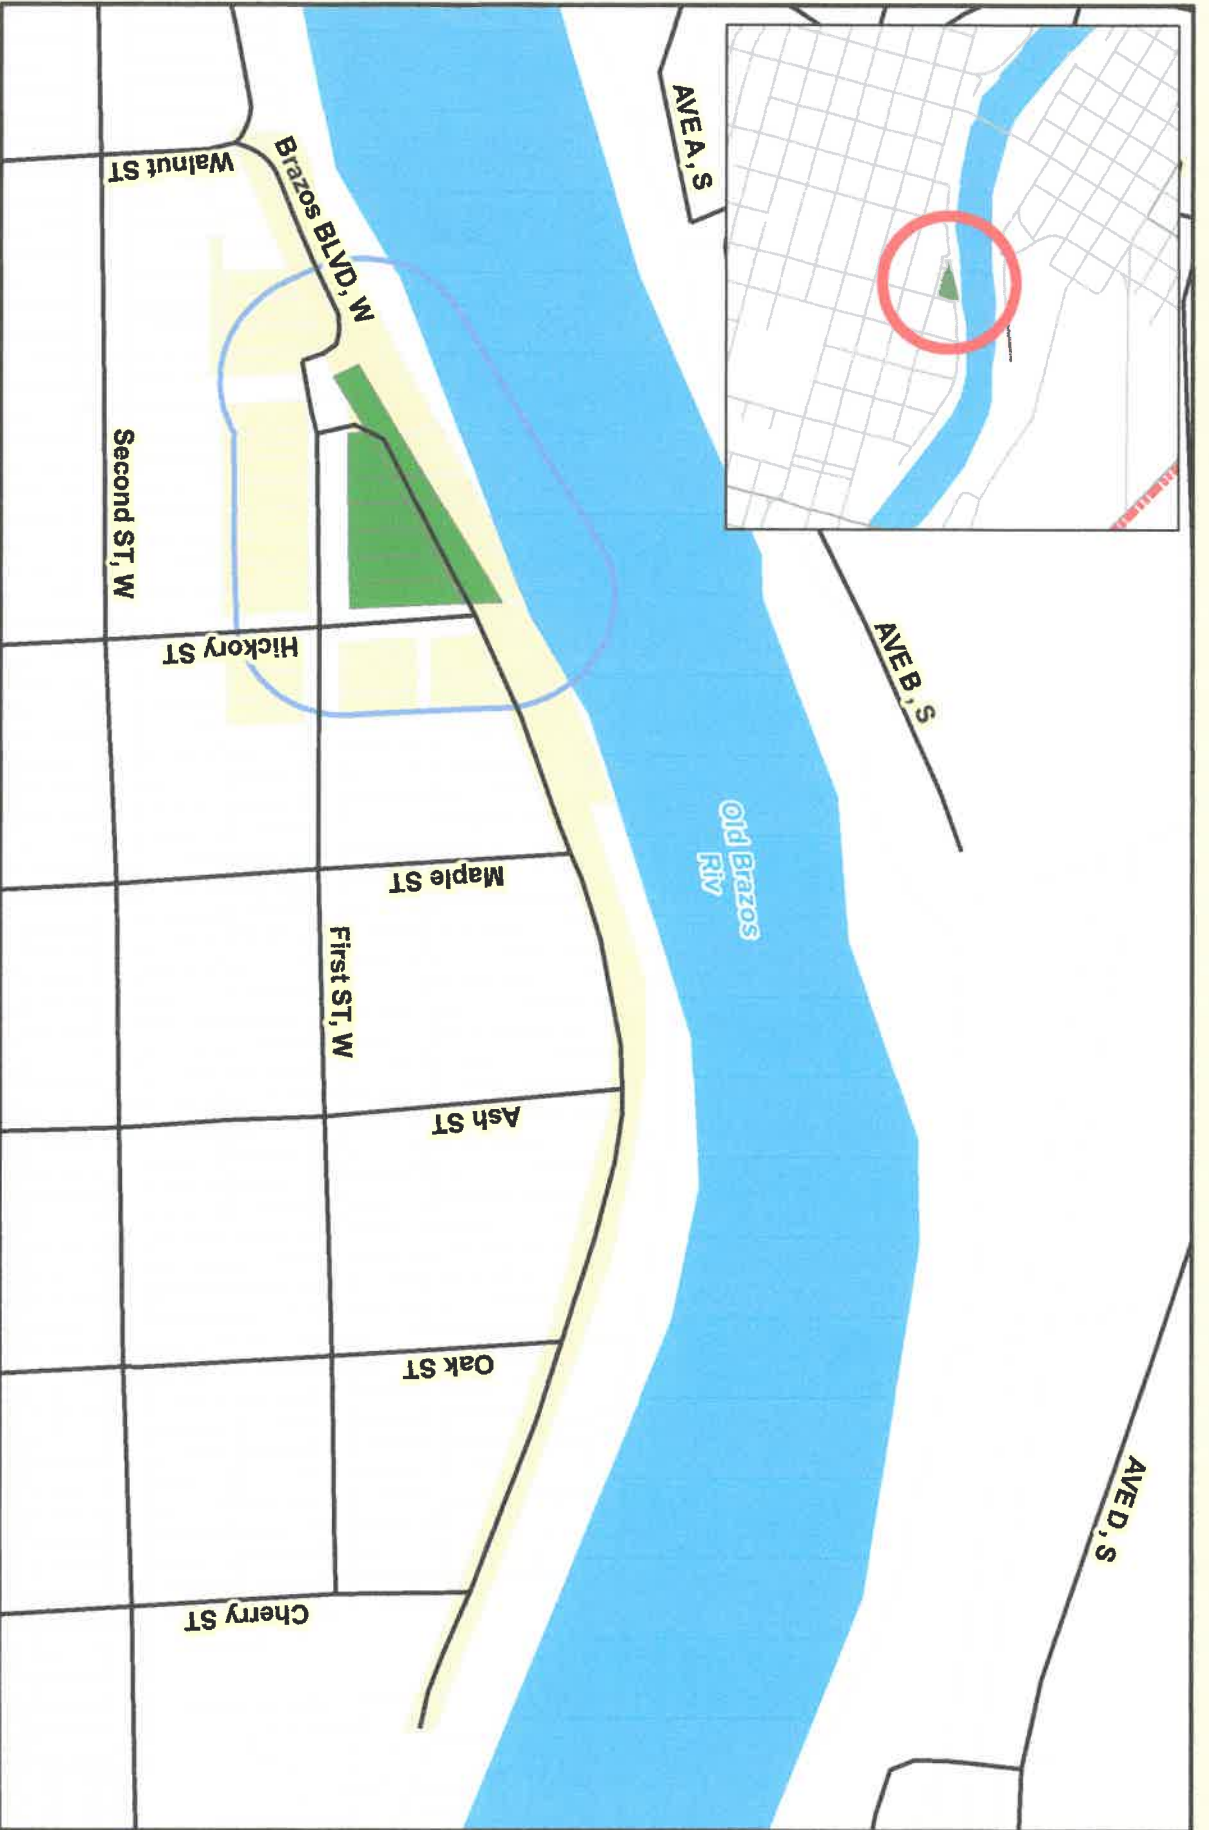 AVE A, S
Walnut ST
Brazos BLVD, W
Second ST, W
Hickory ST
AVE B, S
Old Brazos
Riv
Maple ST
First ST, W
Ash ST
Oak ST
AVE D, S
Cherry ST